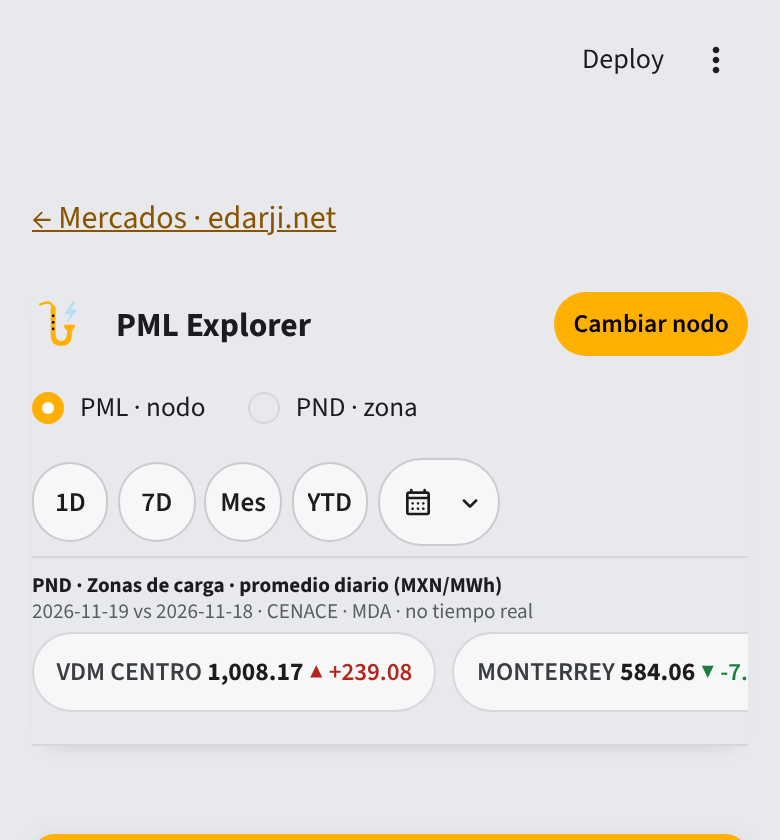 Deploy
← Mercados · edarji.net
PML Explorer
Cambiar nodo
PML · nodo
PND · zona
1D
7D
Mes
YTD
PND · Zonas de carga · promedio diario (MXN/MWh)
2026-11-19 vs 2026-11-18 · CENACE · MDA · no tiempo real
VDM CENTRO 1,008.17 ▲ +239.08
MONTERREY 584.06 ▼ -7.